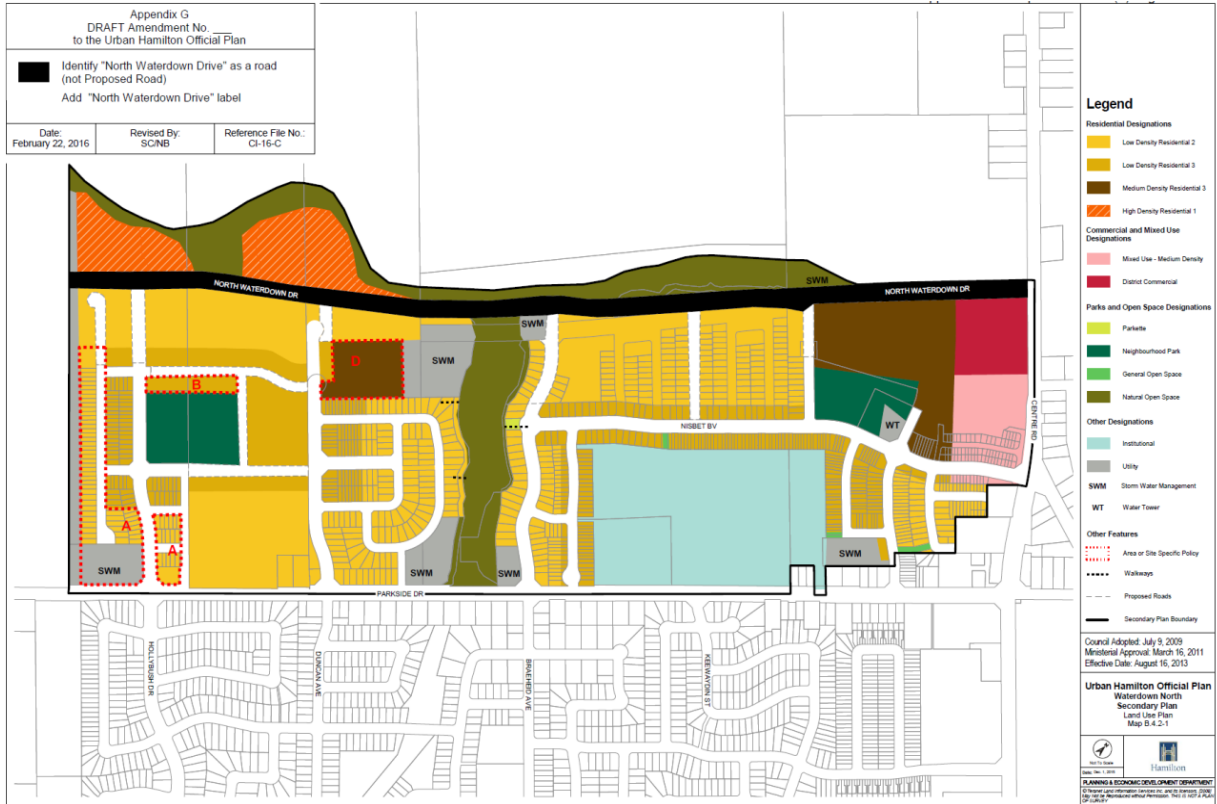 Appendix G
DRAFT Amendment No. ___
to the Urban Hamilton Official Plan
Identify "North Waterdown Drive" as a road
(not Proposed Road)
Add "North Waterdown Drive" label
Date:
February 22, 2016
Revised By:
SC/NB
Reference File No.:
CI-16-C
NORTH WATERDOWN DR
SWM
NORTH WATERDOWN DR
SWM
SWM
D
B
NISBET BV
WT
CENTRE RD
A
A
SWM
SWM
SWM
SWM
PARKSIDE DR
HOLLYBUSH DR
DUNCAN AVE
BRAEHEID AVE
KEEWAYDIN ST
Legend
Residential Designations
Low Density Residential 2
Low Density Residential 3
Medium Density Residential 3
High Density Residential 1
Commercial and Mixed Use
Designations
Mixed Use - Medium Density
District Commercial
Parks and Open Space Designations
Parkette
Neighbourhood Park
General Open Space
Natural Open Space
Other Designations
Institutional
Utility
SWM Storm Water Management
WT Water Tower
Other Features
Area or Site Specific Policy
Walkways
Proposed Roads
Secondary Plan Boundary
Council Adopted: July 9, 2009
Ministerial Approval: March 16, 2011
Effective Date: August 16, 2013
Urban Hamilton Official Plan
Waterdown North
Secondary Plan
Land Use Plan
Map B.4.2-1
Not To Scale
Hamilton
PLANNING & ECONOMIC DEVELOPMENT DEPARTMENT